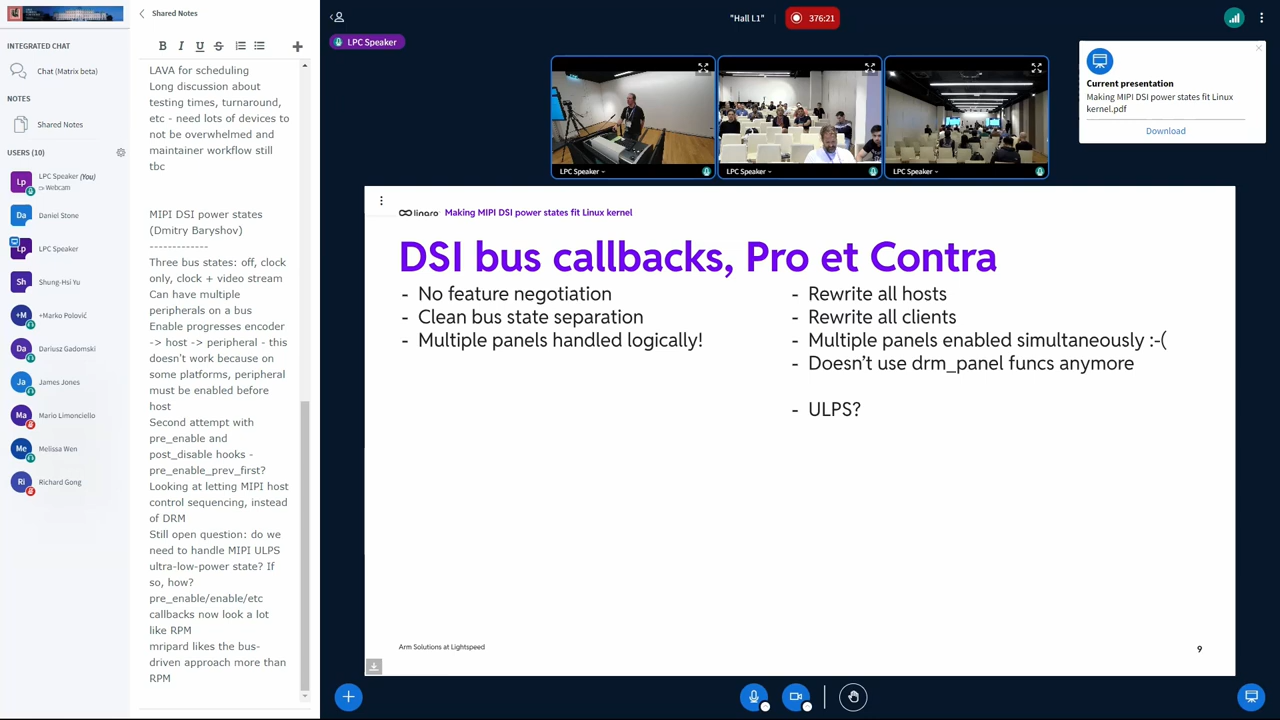 INTEGRATED CHAT
Chat (Matrix beta)
NOTES
Shared Notes
USERS (10)
Lp
LPC Speaker (You)
Webcam
Da
Daniel Stone
Lp
LPC Speaker
Sh
Shung-Hsi Yu
+M
+Marko Polović
Da
Dariusz Gadomski
Ja
James Jones
Ma
Mario Limonciello
Me
Melissa Wen
Ri
Richard Gong
Shared Notes
B I U S
LAVA for scheduling
Long discussion about
testing times, turnaround,
etc - need lots of devices to
not be overwhelmed and
maintainer workflow still
tbc
MIPI DSI power states
(Dmitry Baryshov)
-------------
Three bus states: off, clock
only, clock + video stream
Can have multiple
peripherals on a bus
Enable progresses encoder
-> host -> peripheral - this
doesn't work because on
some platforms, peripheral
must be enabled before
host
Second attempt with
pre_enable and
post_disable hooks -
pre_enable_prev_first?
Looking at letting MIPI host
control sequencing, instead
of DRM
Still open question: do we
need to handle MIPI ULPS
ultra-low-power state? If
so, how?
pre_enable/enable/etc
callbacks now look a lot
like RPM
mripard likes the bus-
driven approach more than
RPM
"Hall L1"
376:21
LPC Speaker
LPC Speaker
LPC Speaker
LPC Speaker
Current presentation
Making MIPI DSI power states fit Linux
kernel.pdf
Download
linaro Making MIPI DSI power states fit Linux kernel
DSI bus callbacks, Pro et Contra
- No feature negotiation
- Clean bus state separation
- Multiple panels handled logically!
- Rewrite all hosts
- Rewrite all clients
- Multiple panels enabled simultaneously :-(
- Doesn't use drm_panel funcs anymore
- ULPS?
Arm Solutions at Lightspeed
9